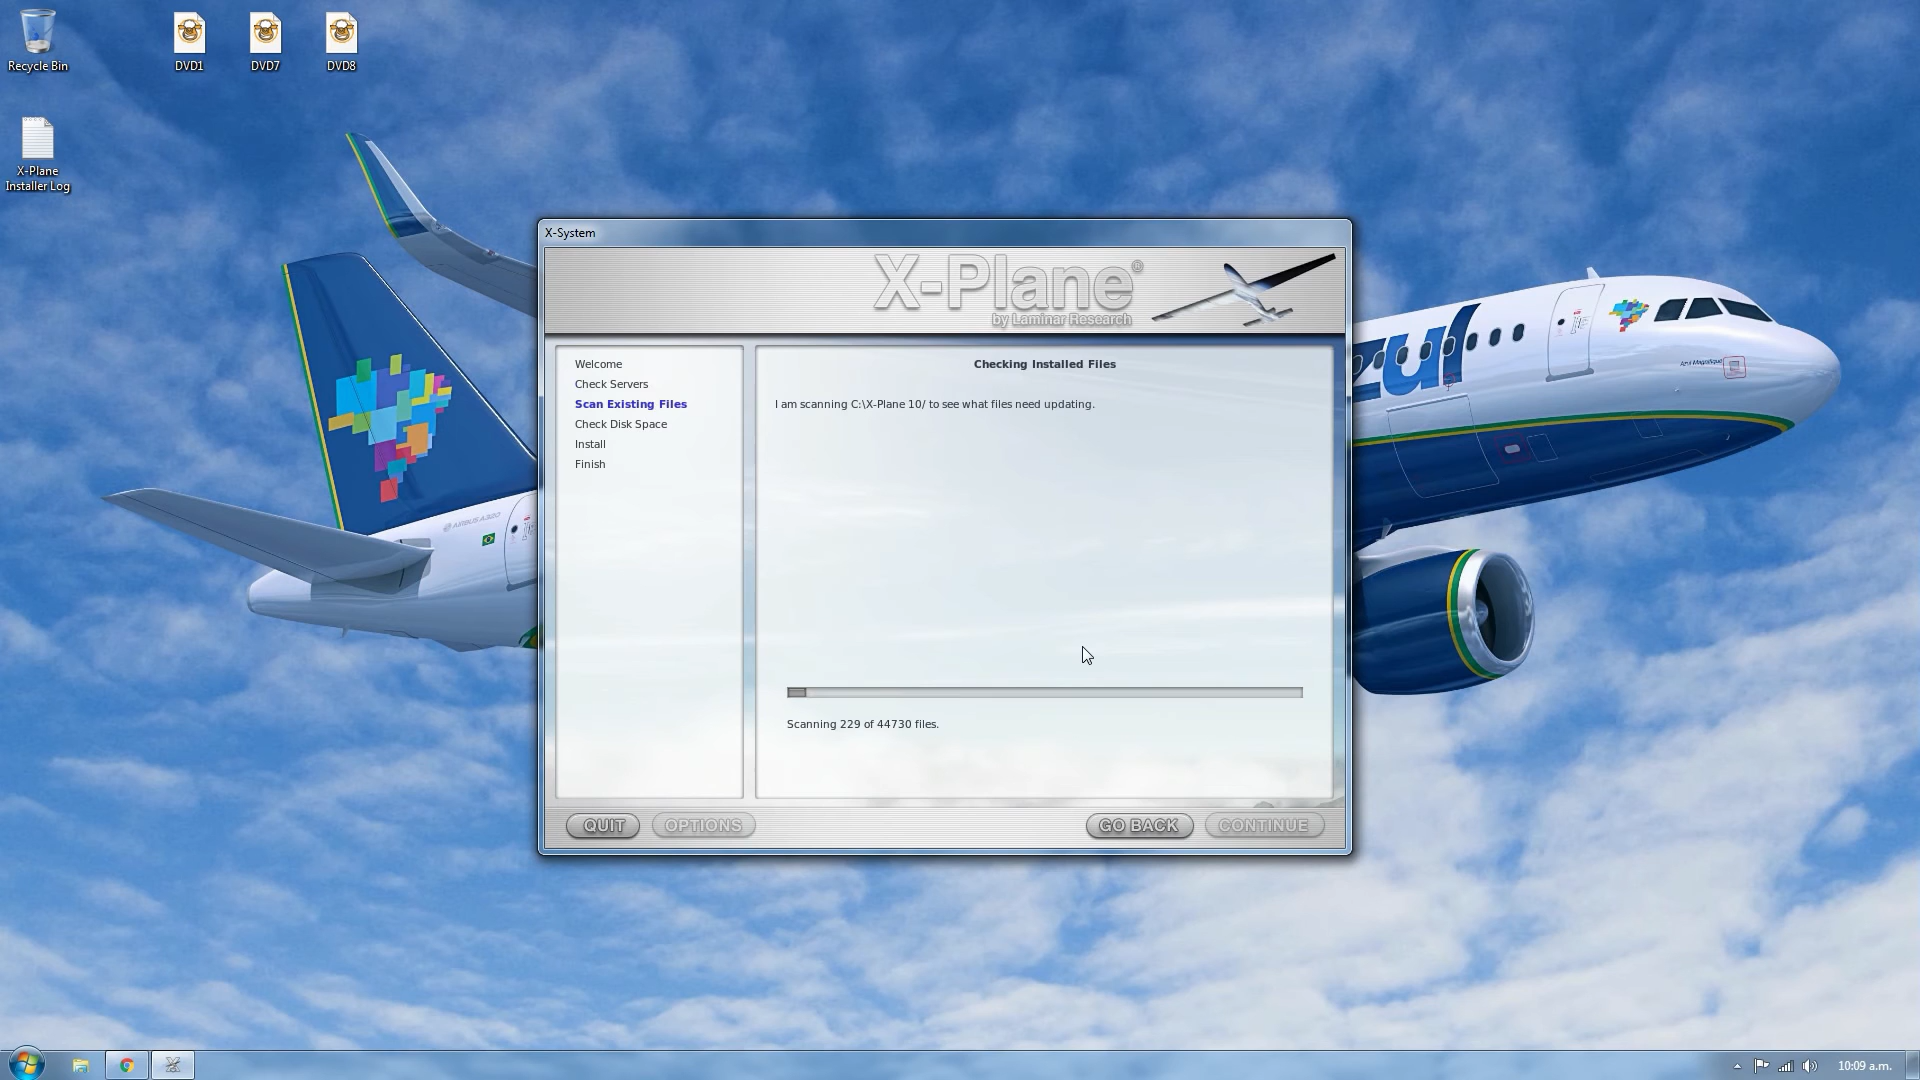 Recycle Bin
DVD1
DVD7
DVD8
X-Plane
Installer Log
X-System
X-Plane®
by Laminar Research
Welcome
Check Servers
Scan Existing Files
Check Disk Space
Install
Finish
Checking Installed Files
I am scanning C:\X-Plane 10/ to see what files need updating.
Scanning 229 of 44730 files.
QUIT
OPTIONS
GO BACK
CONTINUE
AIRBUS A320
zul
10:09 a.m.